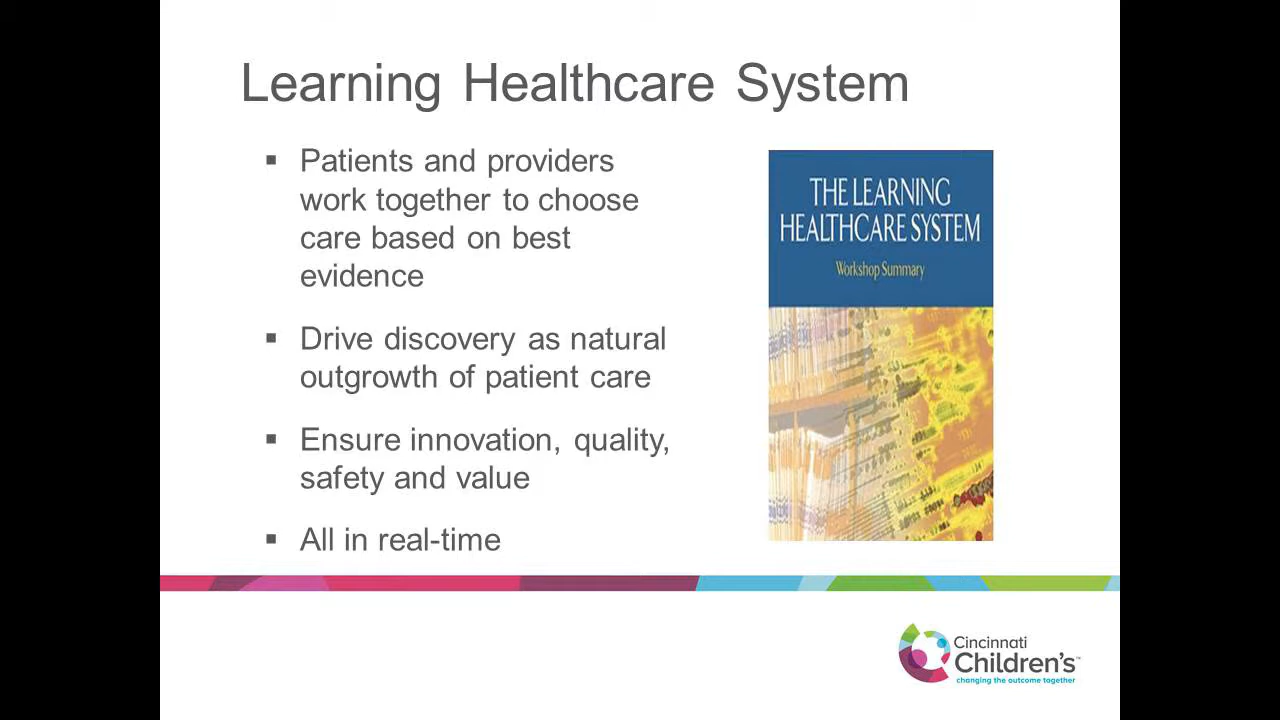 Learning Healthcare System
▪ Patients and providers
work together to choose
care based on best
evidence
▪ Drive discovery as natural
outgrowth of patient care
▪ Ensure innovation, quality,
safety and value
▪ All in real-time
THE LEARNING
HEALTHCARE SYSTEM
Workshop Summary
Cincinnati
Children's™
changing the outcome together